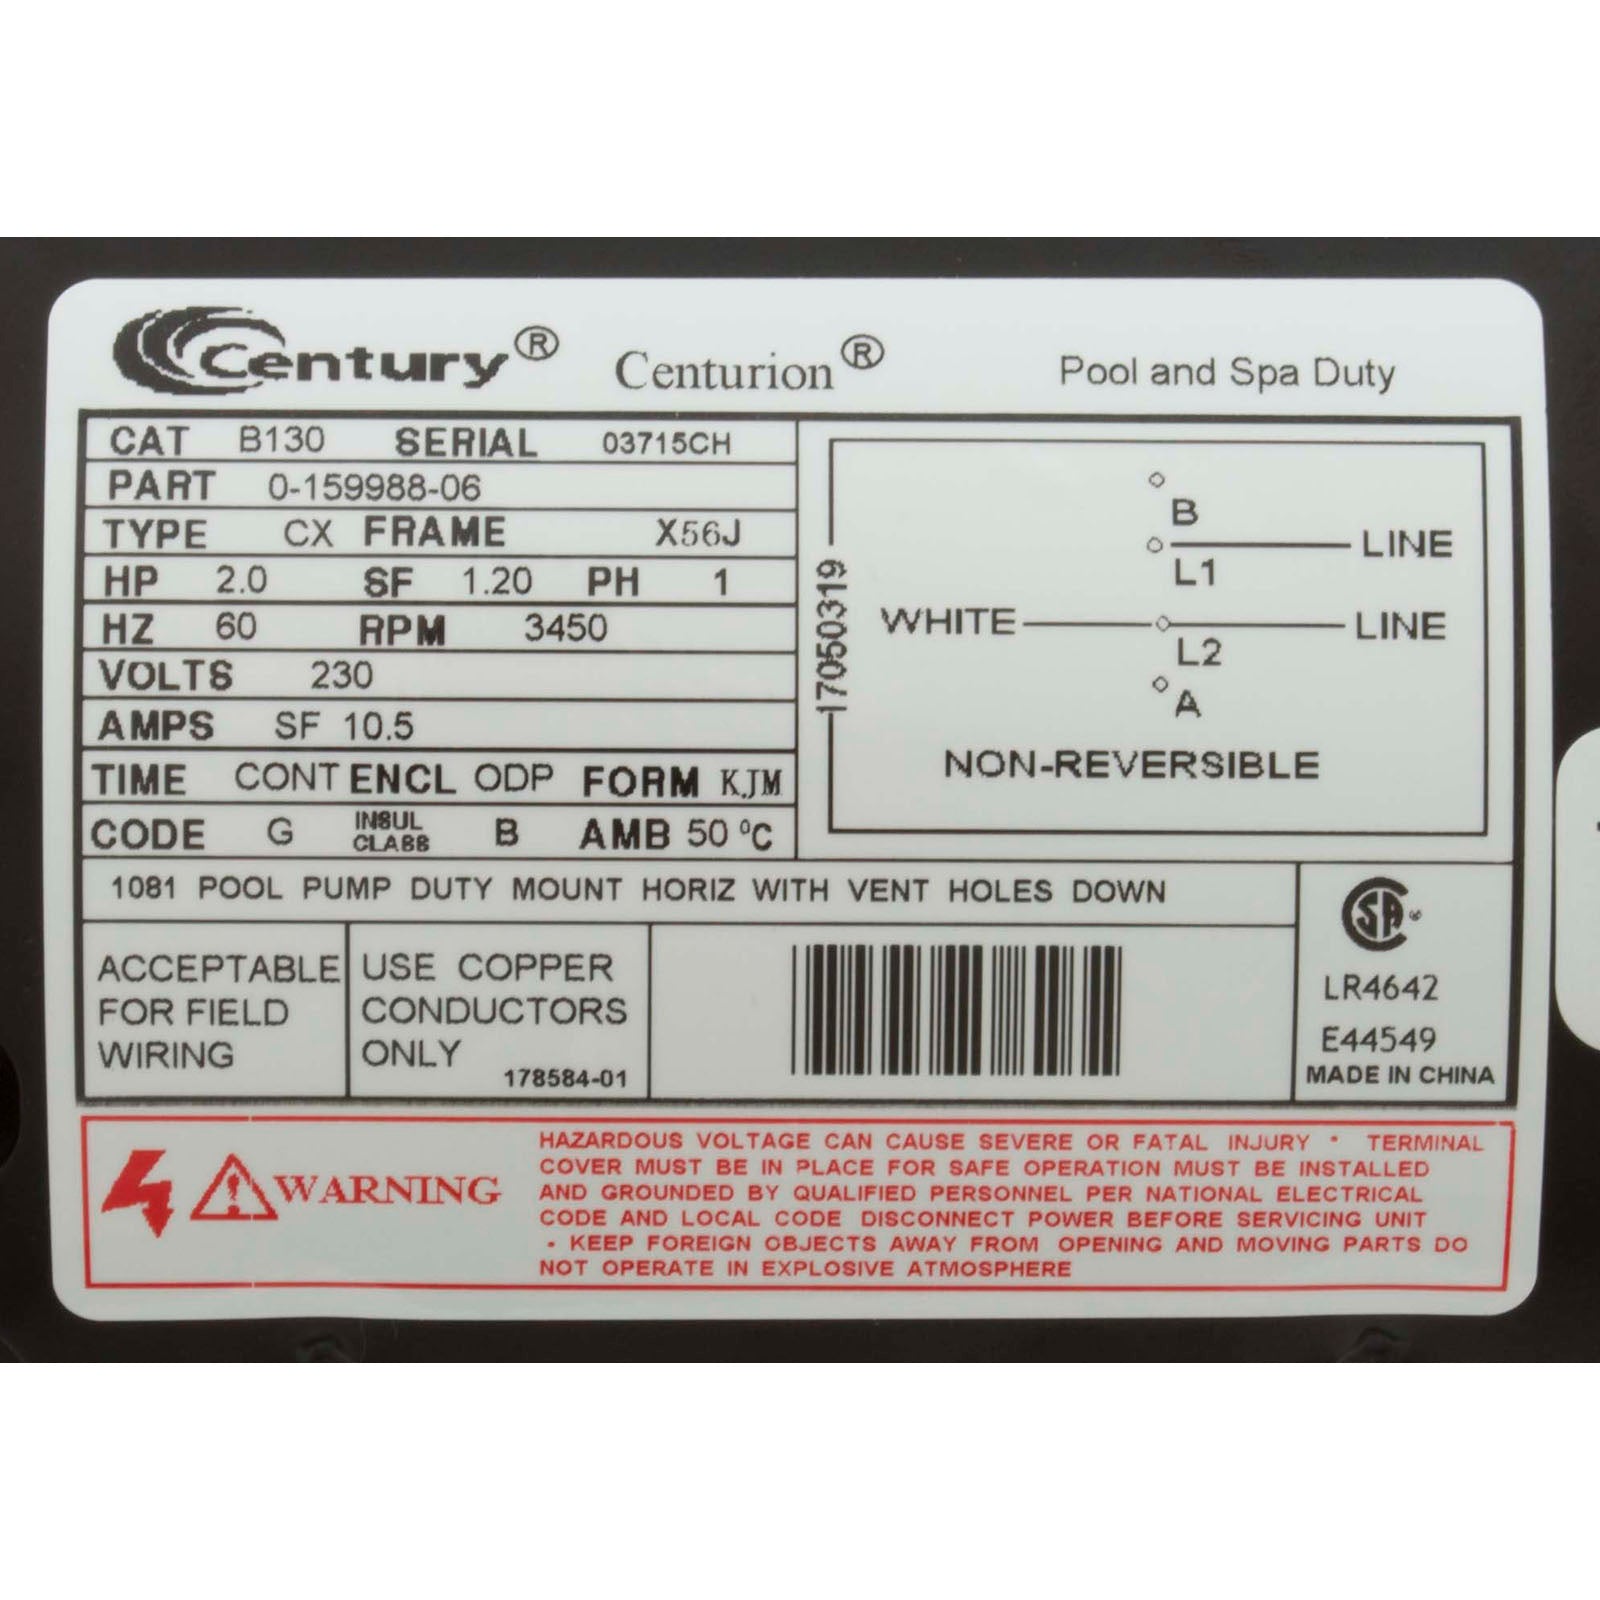 Century® Centurion® Pool and Spa Duty
CAT B130 SERIAL 03715CH
PART 0-159988-06
TYPE CX FRAME X56J
HP 2.0 SF 1.20 PH 1
HZ 60 RPM 3450
VOLTS 230
AMPS SF 10.5
TIME CONT ENCL ODP FORM KJM
CODE G INSUL CLASS B AMB 50 °C
17050319
B
L1 LINE
WHITE L2 LINE
A
NON-REVERSIBLE
1081 POOL PUMP DUTY MOUNT HORIZ WITH VENT HOLES DOWN
ACCEPTABLE
FOR FIELD
WIRING
USE COPPER
CONDUCTORS
ONLY
178584-01
SA®
LR4642
E44549
MADE IN CHINA
WARNING
HAZARDOUS VOLTAGE CAN CAUSE SEVERE OR FATAL INJURY • TERMINAL
COVER MUST BE IN PLACE FOR SAFE OPERATION MUST BE INSTALLED
AND GROUNDED BY QUALIFIED PERSONNEL PER NATIONAL ELECTRICAL
CODE AND LOCAL CODE DISCONNECT POWER BEFORE SERVICING UNIT
• KEEP FOREIGN OBJECTS AWAY FROM OPENING AND MOVING PARTS DO
NOT OPERATE IN EXPLOSIVE ATMOSPHERE